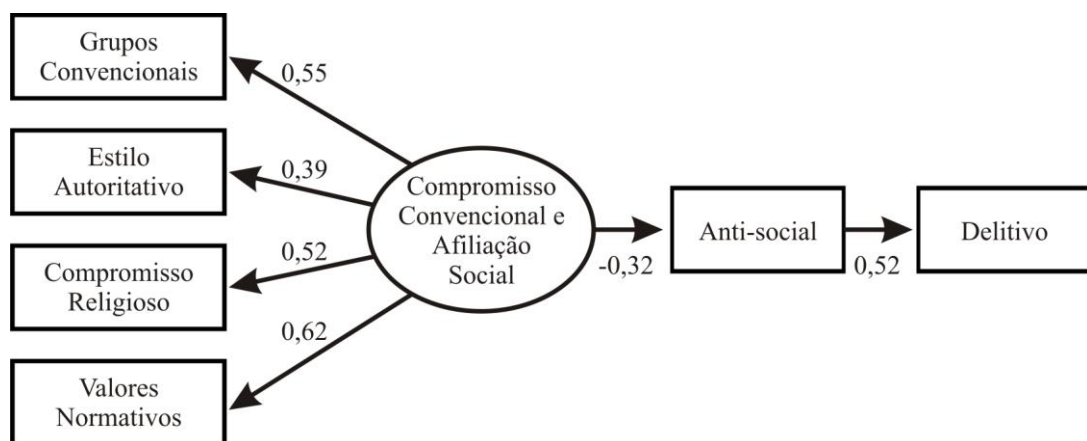 Grupos
Convencionais
0,55
Estilo
Autoritativo
0,39
Compromisso
Religioso
0,52
Valores
Normativos
0,62
Compromisso
Convencional e
Afiliação
Social
-0,32
Anti-social
0,52
Delitivo